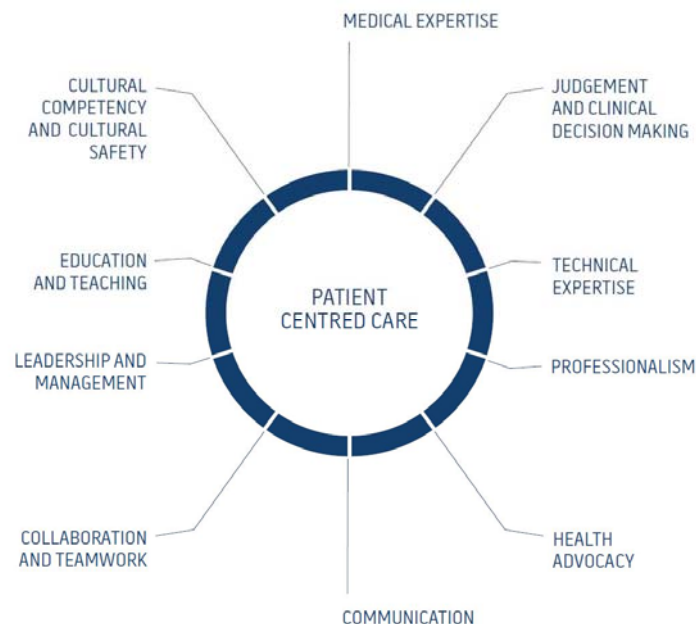 MEDICAL EXPERTISE
JUDGEMENT
AND CLINICAL
DECISION MAKING
TECHNICAL
EXPERTISE
PROFESSIONALISM
HEALTH
ADVOCACY
COMMUNICATION
COLLABORATION
AND TEAMWORK
LEADERSHIP AND
MANAGEMENT
EDUCATION
AND TEACHING
CULTURAL
COMPETENCY
AND CULTURAL
SAFETY
PATIENT
CENTRED CARE